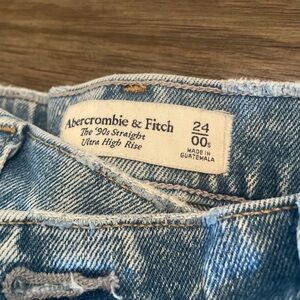 Abercrombie & Fitch
The '90s Straight
Ultra High Rise
24
00s
MADE IN
GUATEMALA